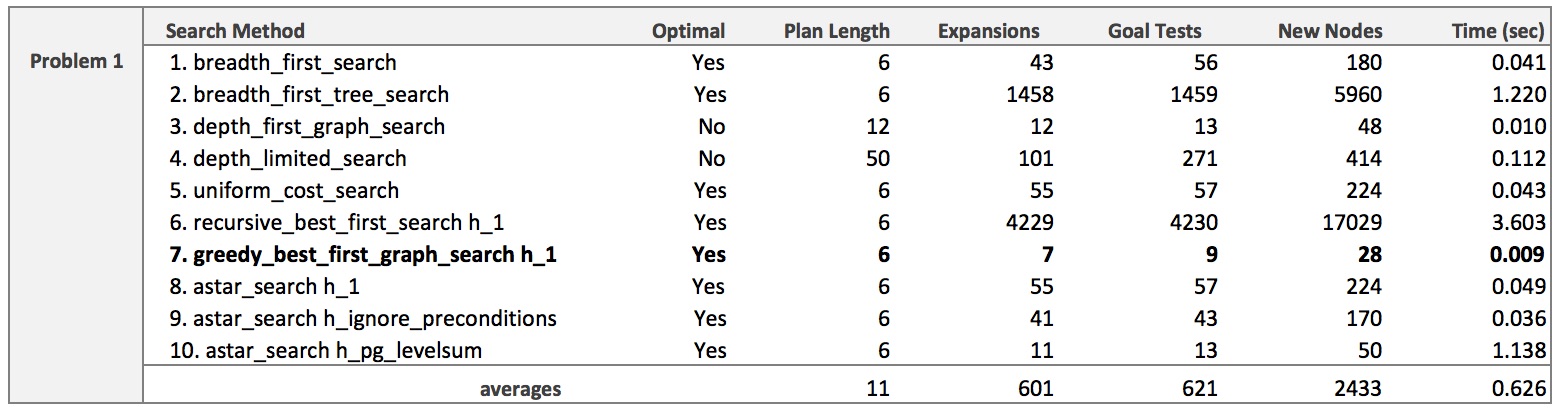 Search Method Optimal Plan Length Expansions Goal Tests New Nodes Time (sec)
Problem 1
1. breadth_first_search Yes 6 43 56 180 0.041
2. breadth_first_tree_search Yes 6 1458 1459 5960 1.220
3. depth_first_graph_search No 12 12 13 48 0.010
4. depth_limited_search No 50 101 271 414 0.112
5. uniform_cost_search Yes 6 55 57 224 0.043
6. recursive_best_first_search h_1 Yes 6 4229 4230 17029 3.603
7. greedy_best_first_graph_search h_1 Yes 6 7 9 28 0.009
8. astar_search h_1 Yes 6 55 57 224 0.049
9. astar_search h_ignore_preconditions Yes 6 41 43 170 0.036
10. astar_search h_pg_levelsum Yes 6 11 13 50 1.138
averages 11 601 621 2433 0.626